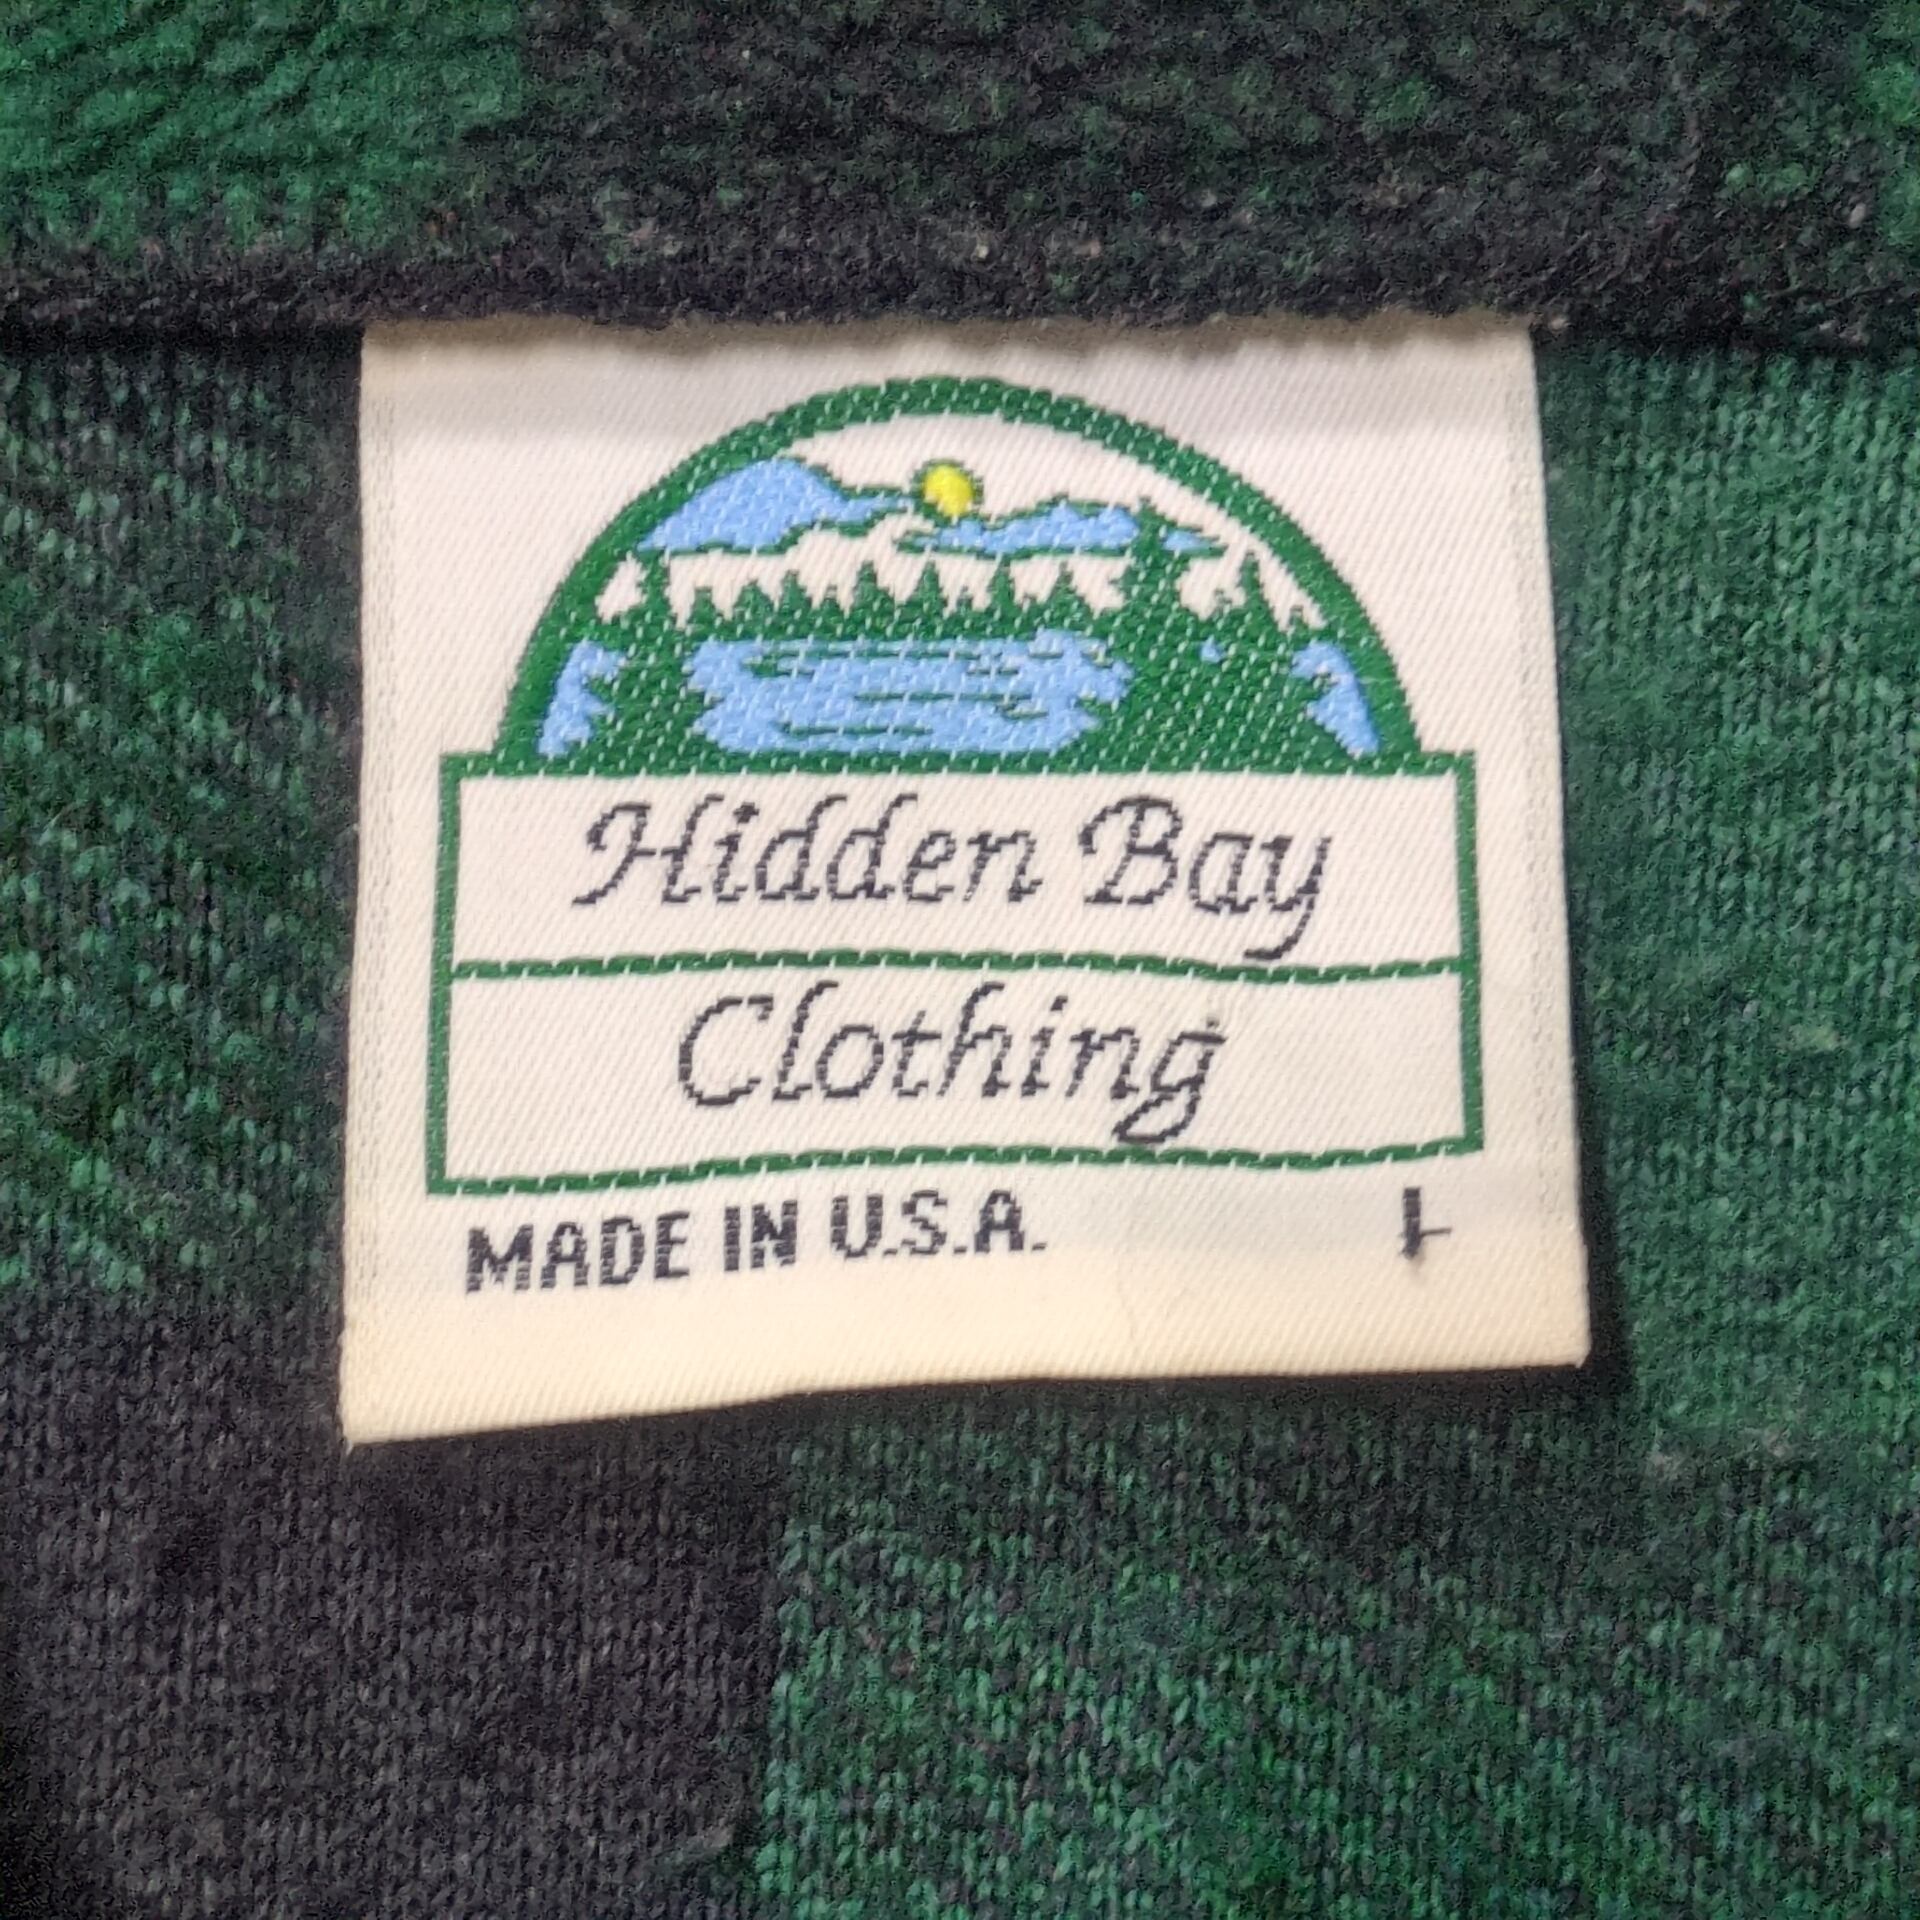 Hidden Bay
Clothing
MADE IN U.S.A. L